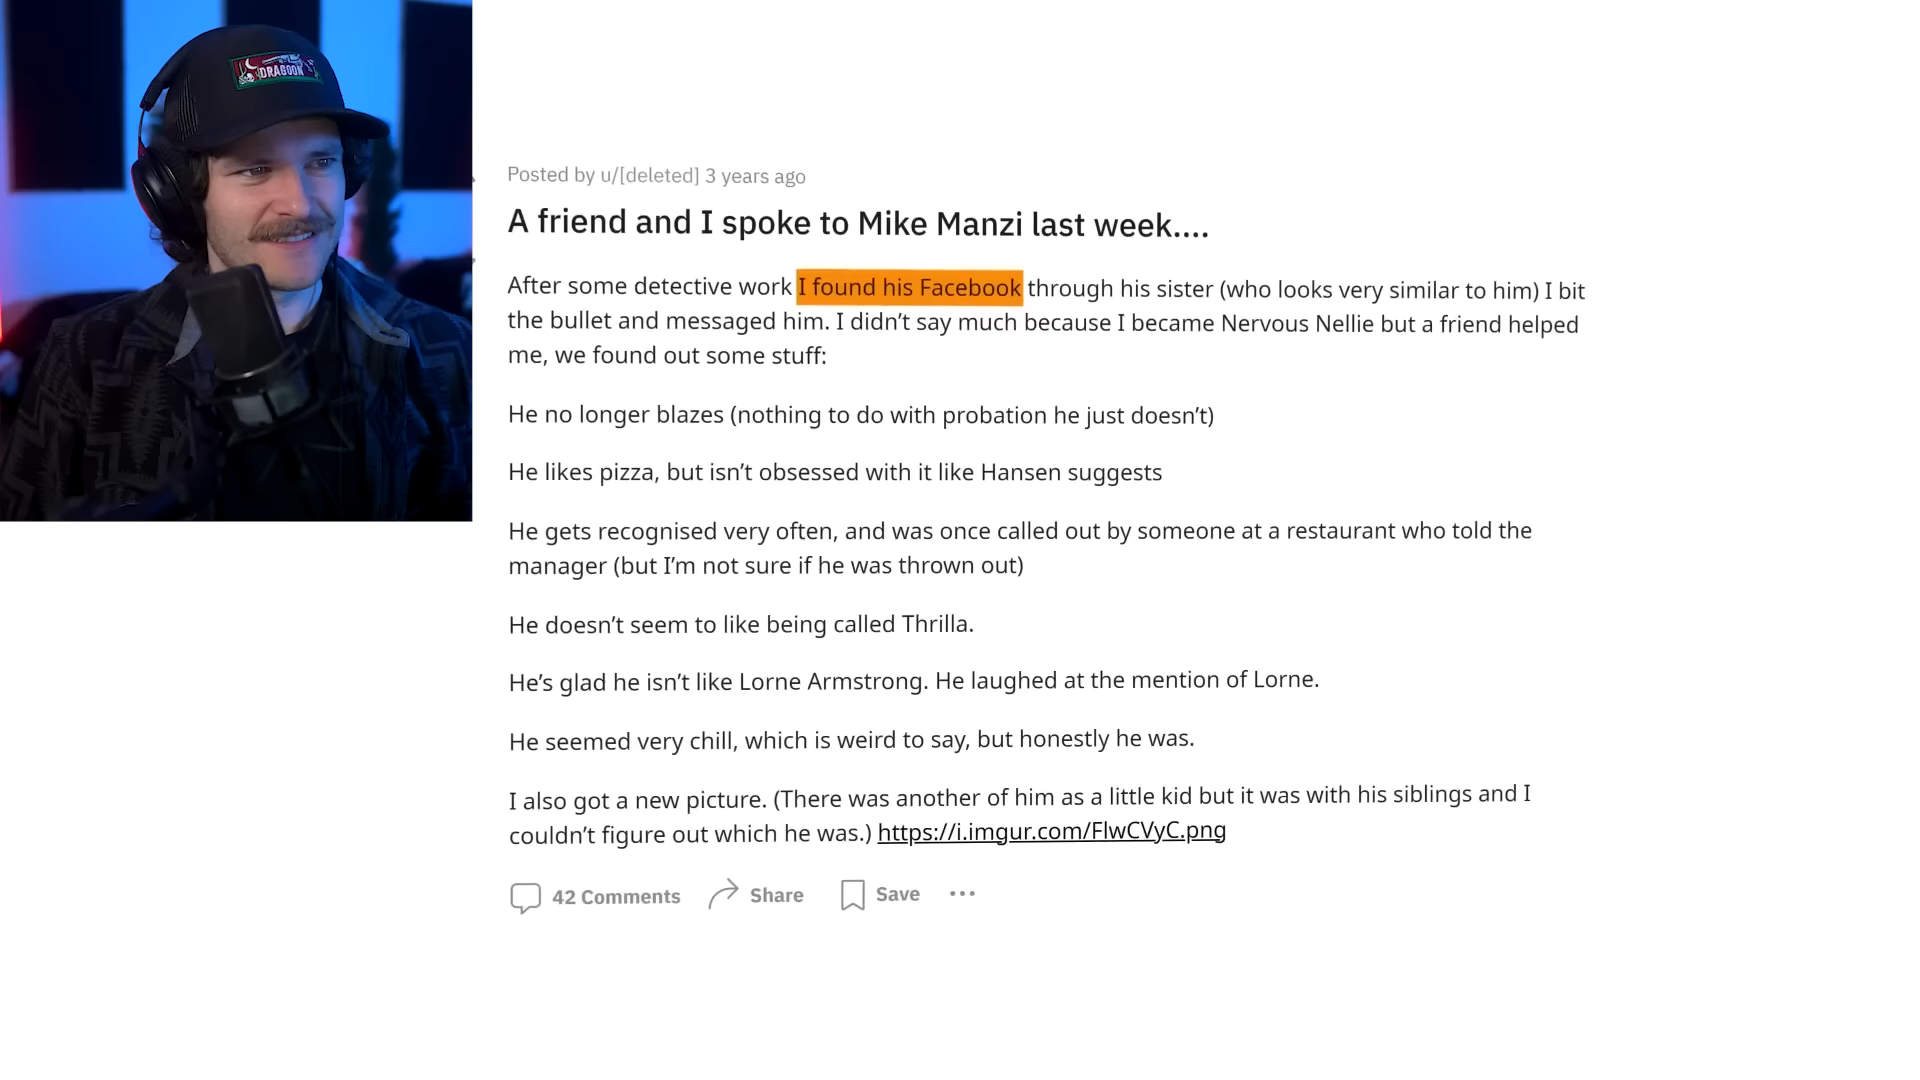 DRAGOON
Posted by u/[deleted] 3 years ago
A friend and I spoke to Mike Manzi last week....
After some detective work I found his Facebook through his sister (who looks very similar to him) I bit
the bullet and messaged him. I didn't say much because I became Nervous Nellie but a friend helped
me, we found out some stuff:
He no longer blazes (nothing to do with probation he just doesn't)
He likes pizza, but isn't obsessed with it like Hansen suggests
He gets recognised very often, and was once called out by someone at a restaurant who told the
manager (but I'm not sure if he was thrown out)
He doesn't seem to like being called Thrilla.
He's glad he isn't like Lorne Armstrong. He laughed at the mention of Lorne.
He seemed very chill, which is weird to say, but honestly he was.
I also got a new picture. (There was another of him as a little kid but it was with his siblings and I
couldn't figure out which he was.) https://i.imgur.com/FlwCVyC.png
42 Comments Share Save